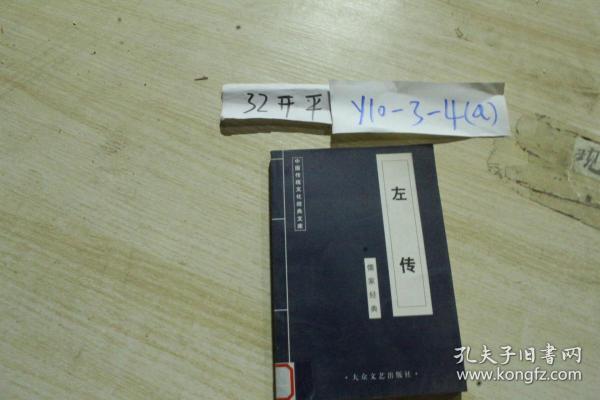 32开平
Y10-3-4(a)
中国传统文化经典文库
左传
儒家经典
·大众文艺出版社·
现
孔夫子旧书网
www.kongfz.com